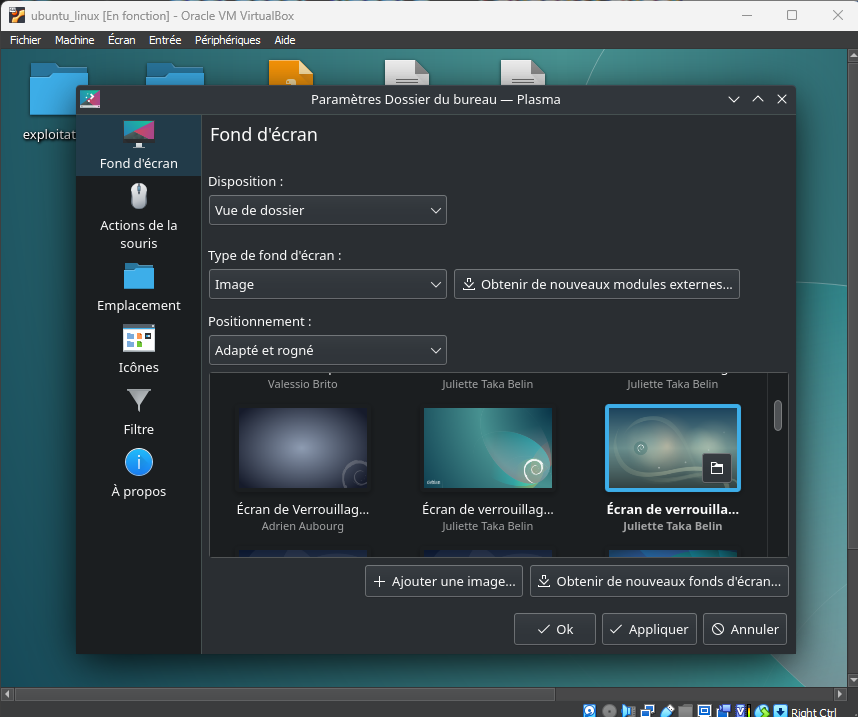 ubuntu_linux [En fonction] - Oracle VM VirtualBox
Fichier Machine Écran Entrée Périphériques Aide
exploitat
Paramètres Dossier du bureau — Plasma
Fond d'écran
Actions de la
souris
Emplacement
Icônes
Filtre
À propos
Fond d'écran
Disposition :
Vue de dossier
Type de fond d'écran :
Image
Obtenir de nouveaux modules externes...
Positionnement :
Adapté et rogné
Valessio Brito
Juliette Taka Belin
Juliette Taka Belin
Écran de Verrouillag...
Adrien Aubourg
Écran de verrouillag...
Juliette Taka Belin
Écran de verrouilla...
Juliette Taka Belin
Ajouter une image...
Obtenir de nouveaux fonds d'écran...
Ok
Appliquer
Annuler
Right Ctrl